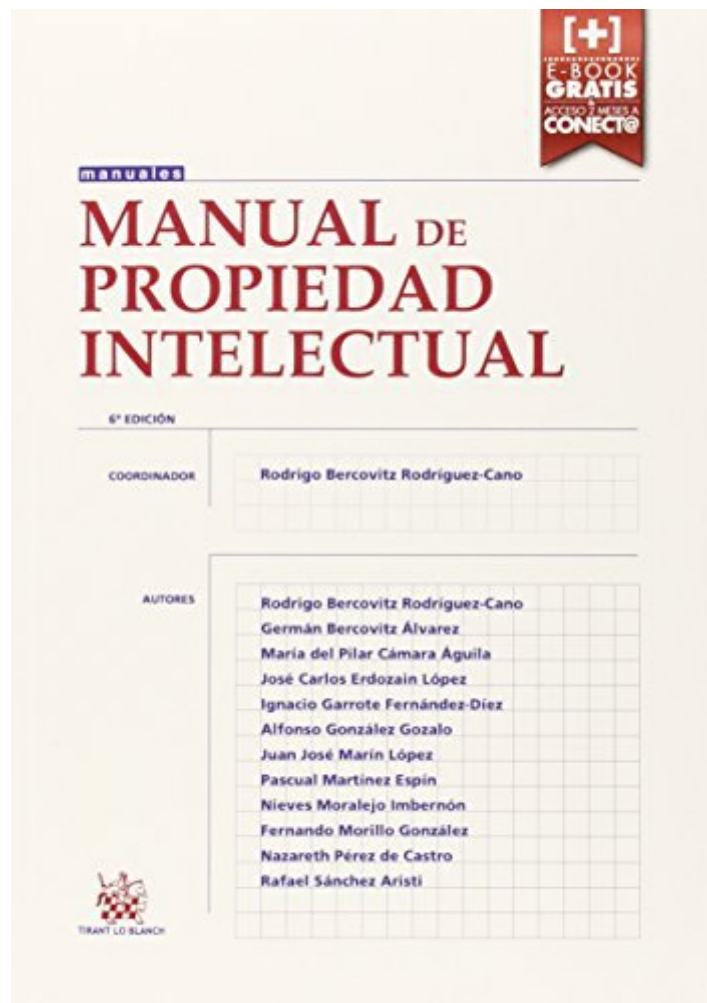 [+]
E-BOOK
GRATIS
&
ACCESO 2 MESES A
CONECT@
manuales
MANUAL DE
PROPIEDAD
INTELECTUAL
6ª EDICIÓN
COORDINADOR
Rodrigo Bercovitz Rodríguez-Cano
AUTORES
Rodrigo Bercovitz Rodríguez-Cano
Germán Bercovitz Álvarez
María del Pilar Cámara Águila
José Carlos Erdozain López
Ignacio Garrote Fernández-Díez
Alfonso González Gozalo
Juan José Marín López
Pascual Martínez Espín
Nieves Moralejo Imbernón
Fernando Morillo González
Nazareth Pérez de Castro
Rafael Sánchez Aristi
TIRANT LO BLANCH